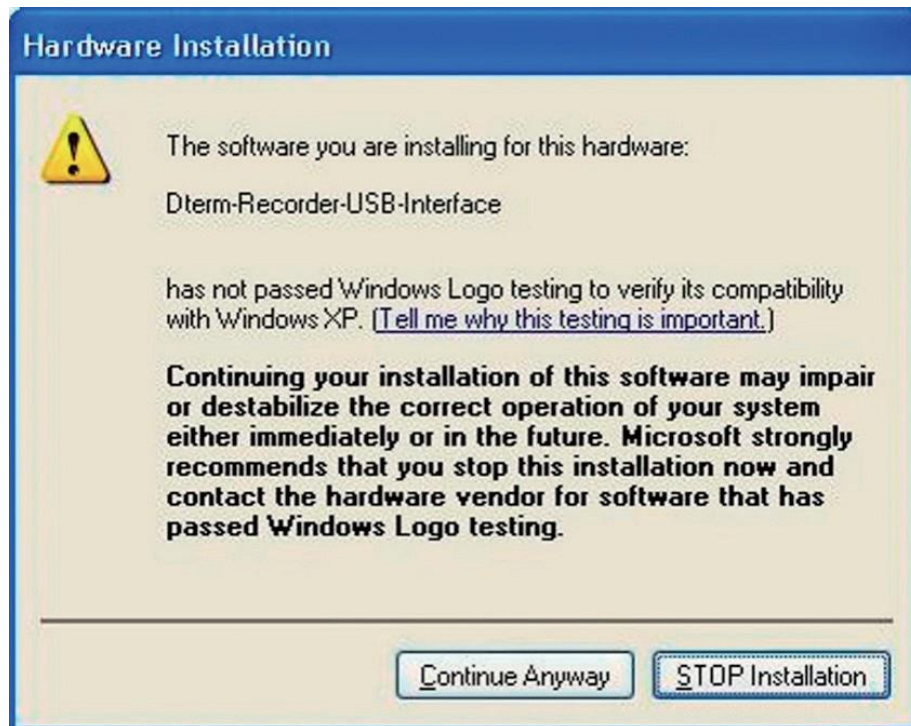 Hardware Installation
The software you are installing for this hardware:
Dterm-Recorder-USB-Interface
has not passed Windows Logo testing to verify its compatibility
with Windows XP. (Tell me why this testing is important.)
Continuing your installation of this software may impair
or destabilize the correct operation of your system
either immediately or in the future. Microsoft strongly
recommends that you stop this installation now and
contact the hardware vendor for software that has
passed Windows Logo testing.
Continue Anyway
STOP Installation